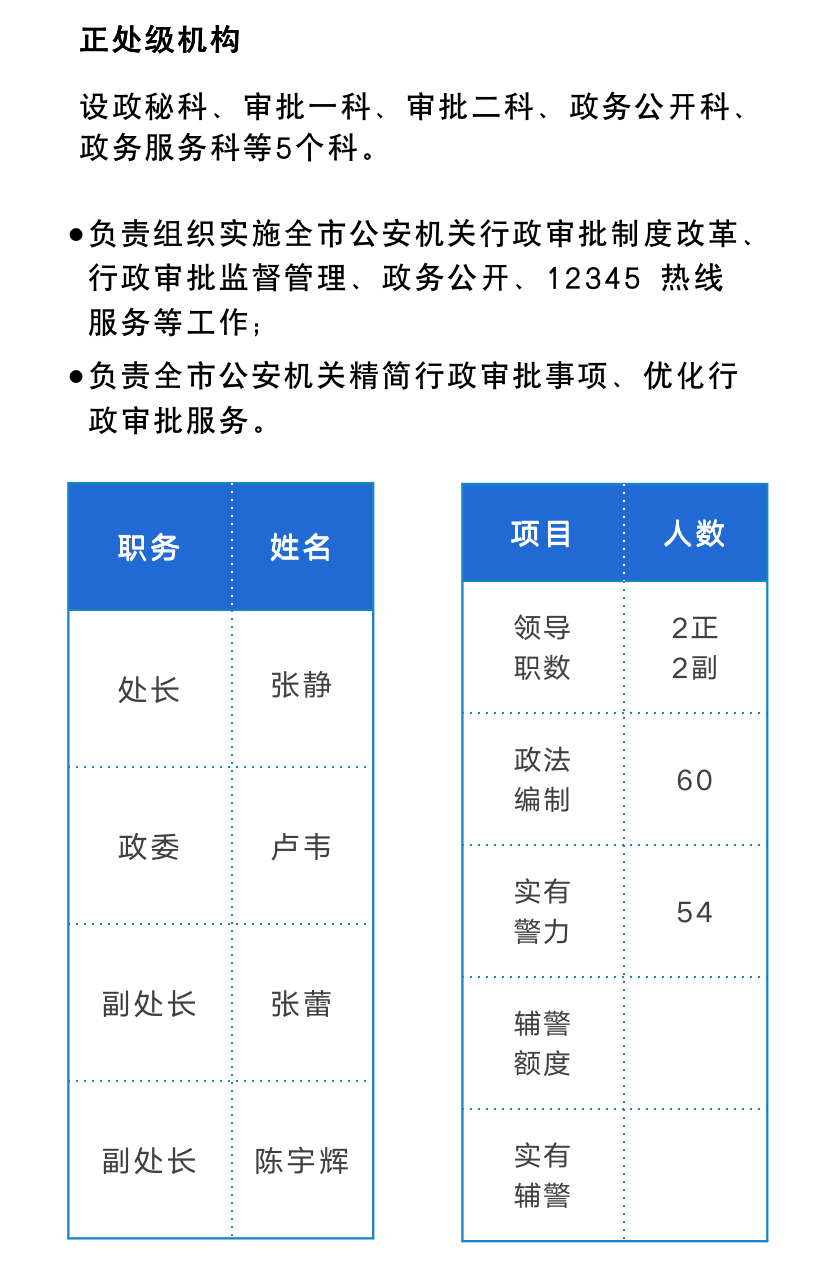 正处级机构
设政秘科、审批一科、审批二科、政务公开科、
政务服务科等5个科。
●负责组织实施全市公安机关行政审批制度改革、
行政审批监督管理、政务公开、12345 热线
服务等工作;
●负责全市公安机关精简行政审批事项、优化行
政审批服务。
职务 姓名
处长 张静
政委 卢韦
副处长 张蕾
副处长 陈宇辉
项目 人数
领导 2正
职数 2副
政法
编制 60
实有
警力 54
辅警
额度
实有
辅警